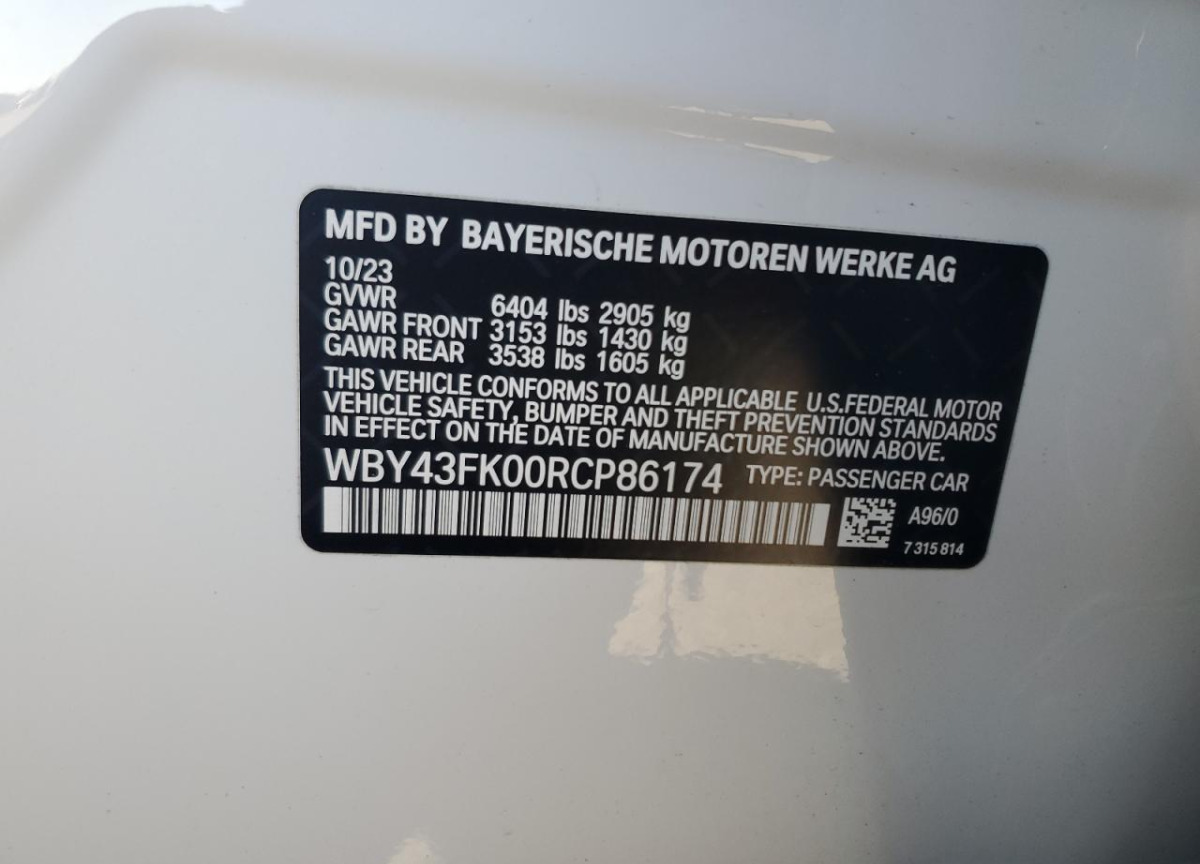 MFD BY BAYERISCHE MOTOREN WERKE AG
10/23
GVWR 6404 lbs 2905 kg
GAWR FRONT 3153 lbs 1430 kg
GAWR REAR 3538 lbs 1605 kg
THIS VEHICLE CONFORMS TO ALL APPLICABLE U.S.FEDERAL MOTOR
VEHICLE SAFETY, BUMPER AND THEFT PREVENTION STANDARDS
IN EFFECT ON THE DATE OF MANUFACTURE SHOWN ABOVE.
WBY43FK00RCP86174 TYPE: PASSENGER CAR
A96/0
7 315 814